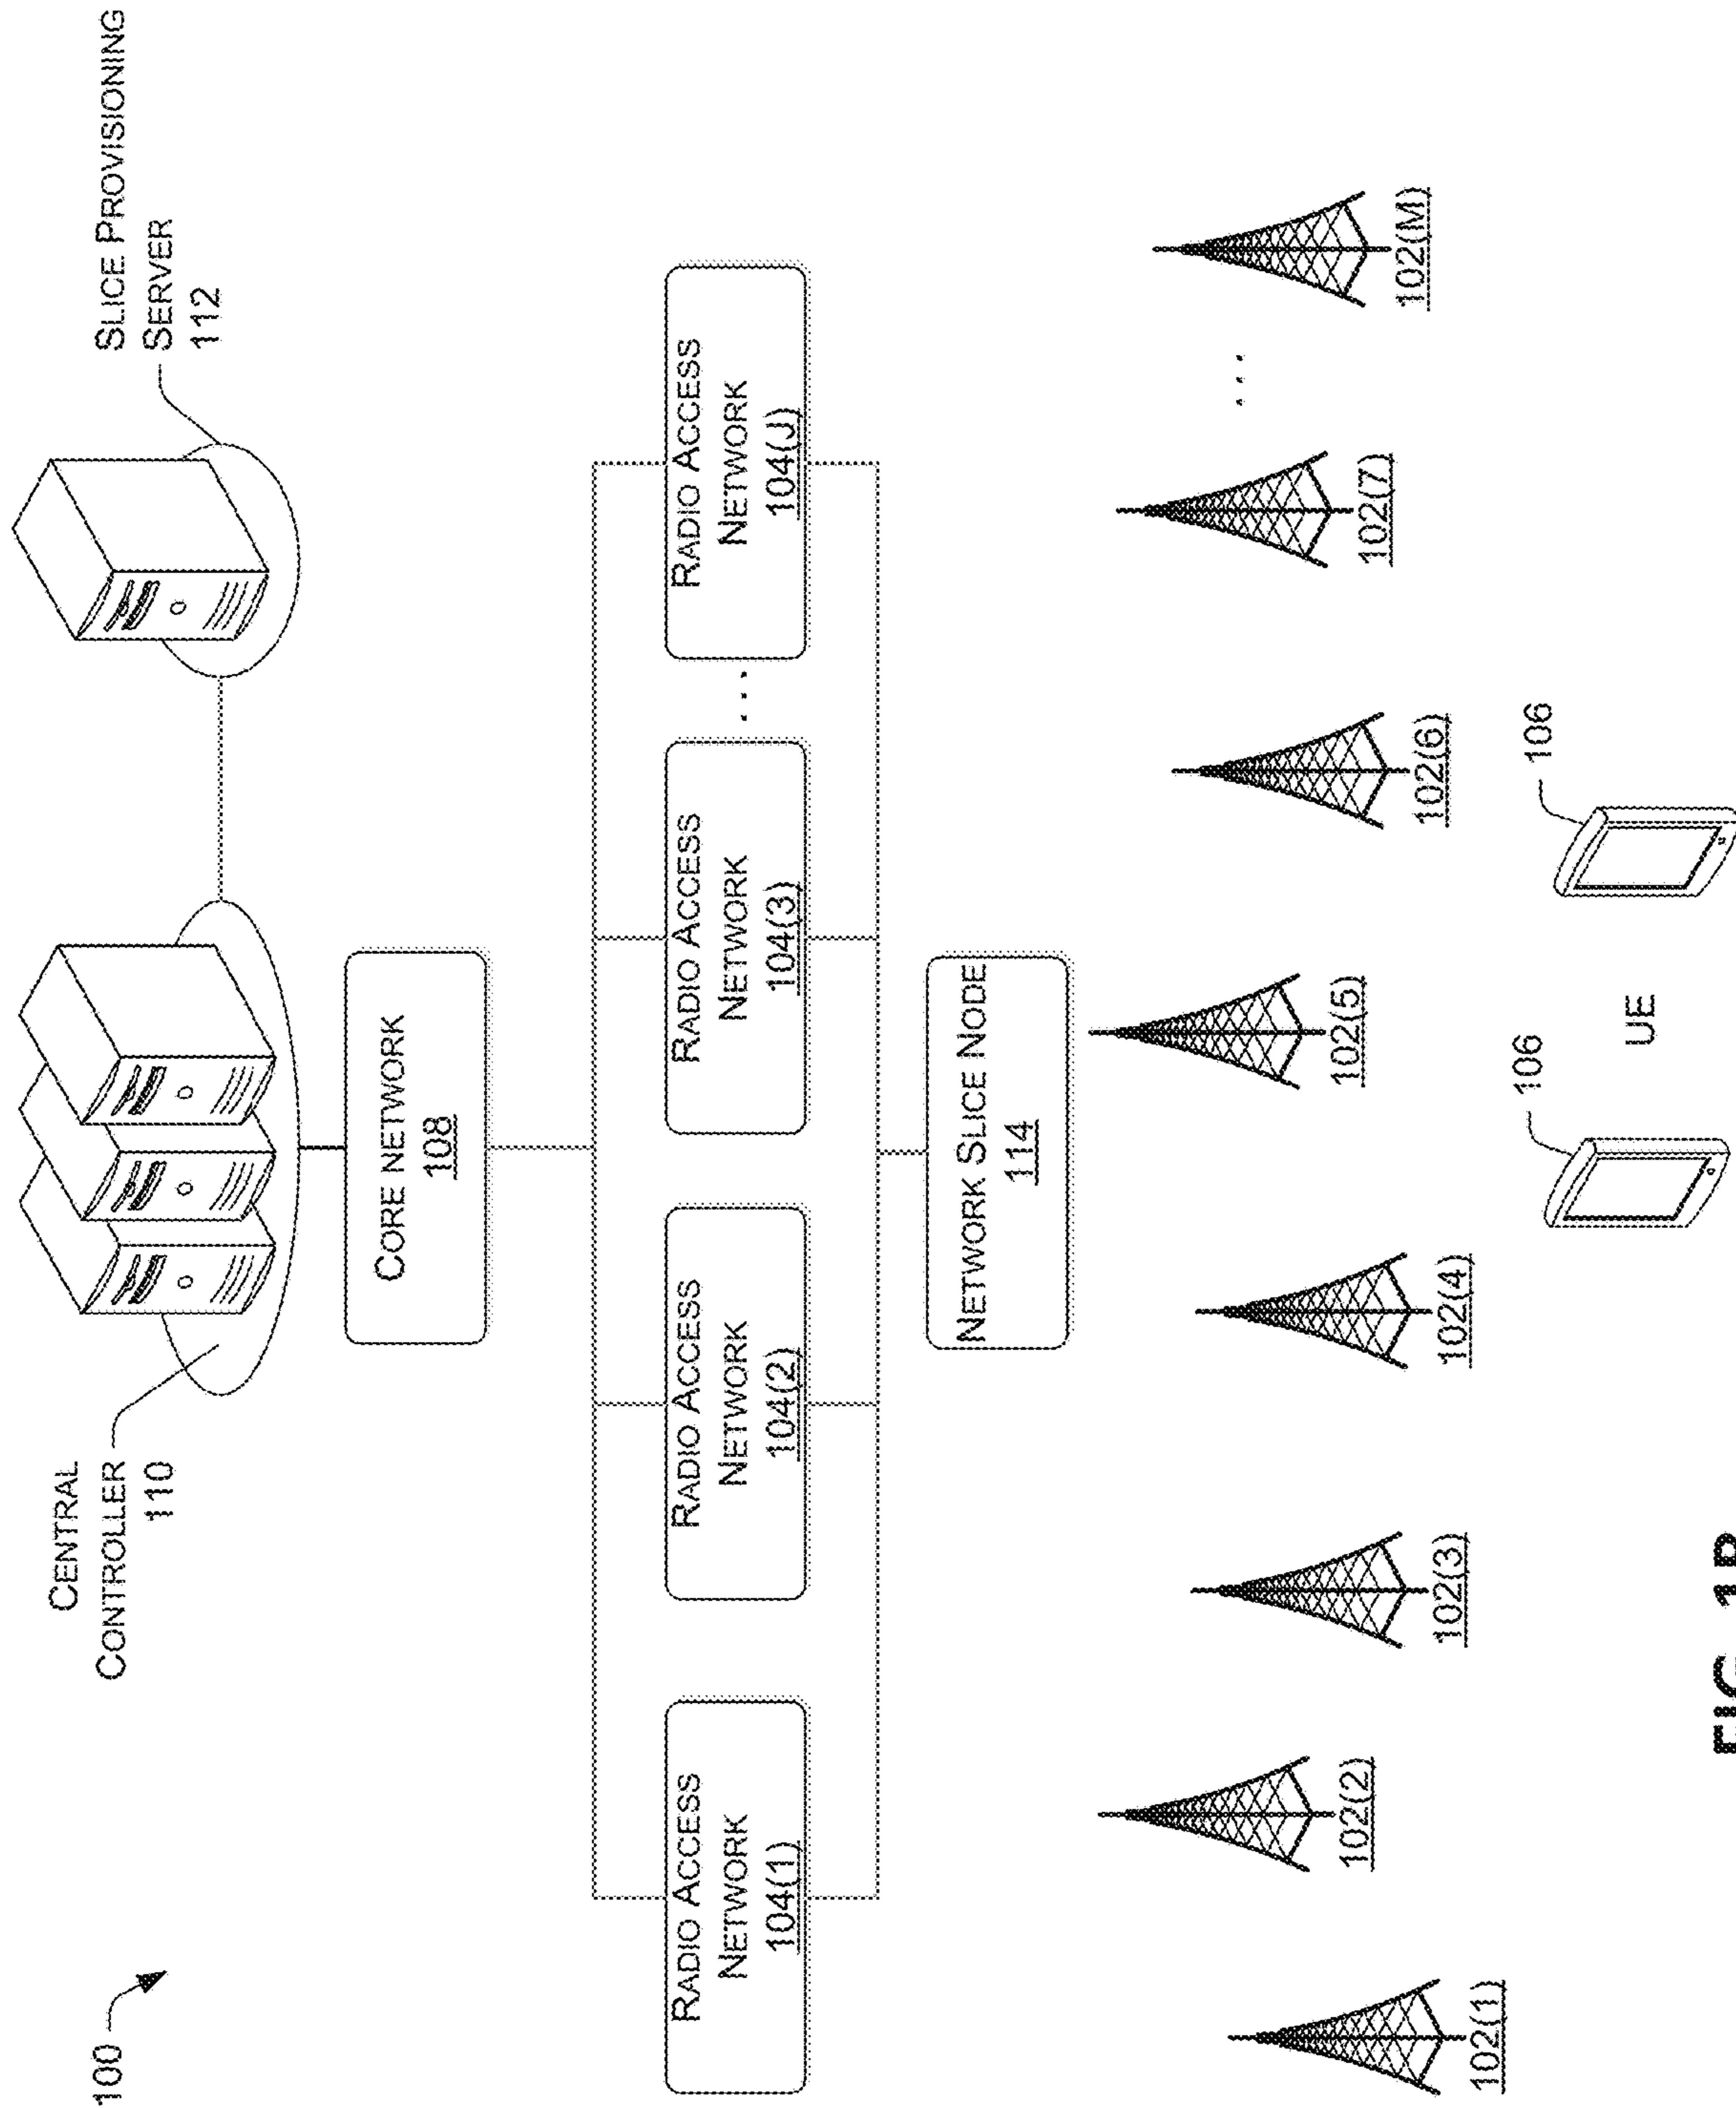 100
CENTRAL
CONTROLLER
110
SLICE PROVISIONING
SERVER
112
CORE NETWORK
108
RADIO ACCESS
NETWORK
104(1)
RADIO ACCESS
NETWORK
104(2)
RADIO ACCESS
NETWORK
104(3)
...
RADIO ACCESS
NETWORK
104(J)
NETWORK SLICE NODE
114
102(1)
102(2)
102(3)
102(4)
102(5)
102(6)
102(7)
...
102(M)
106
UE
106
FIG. 1B